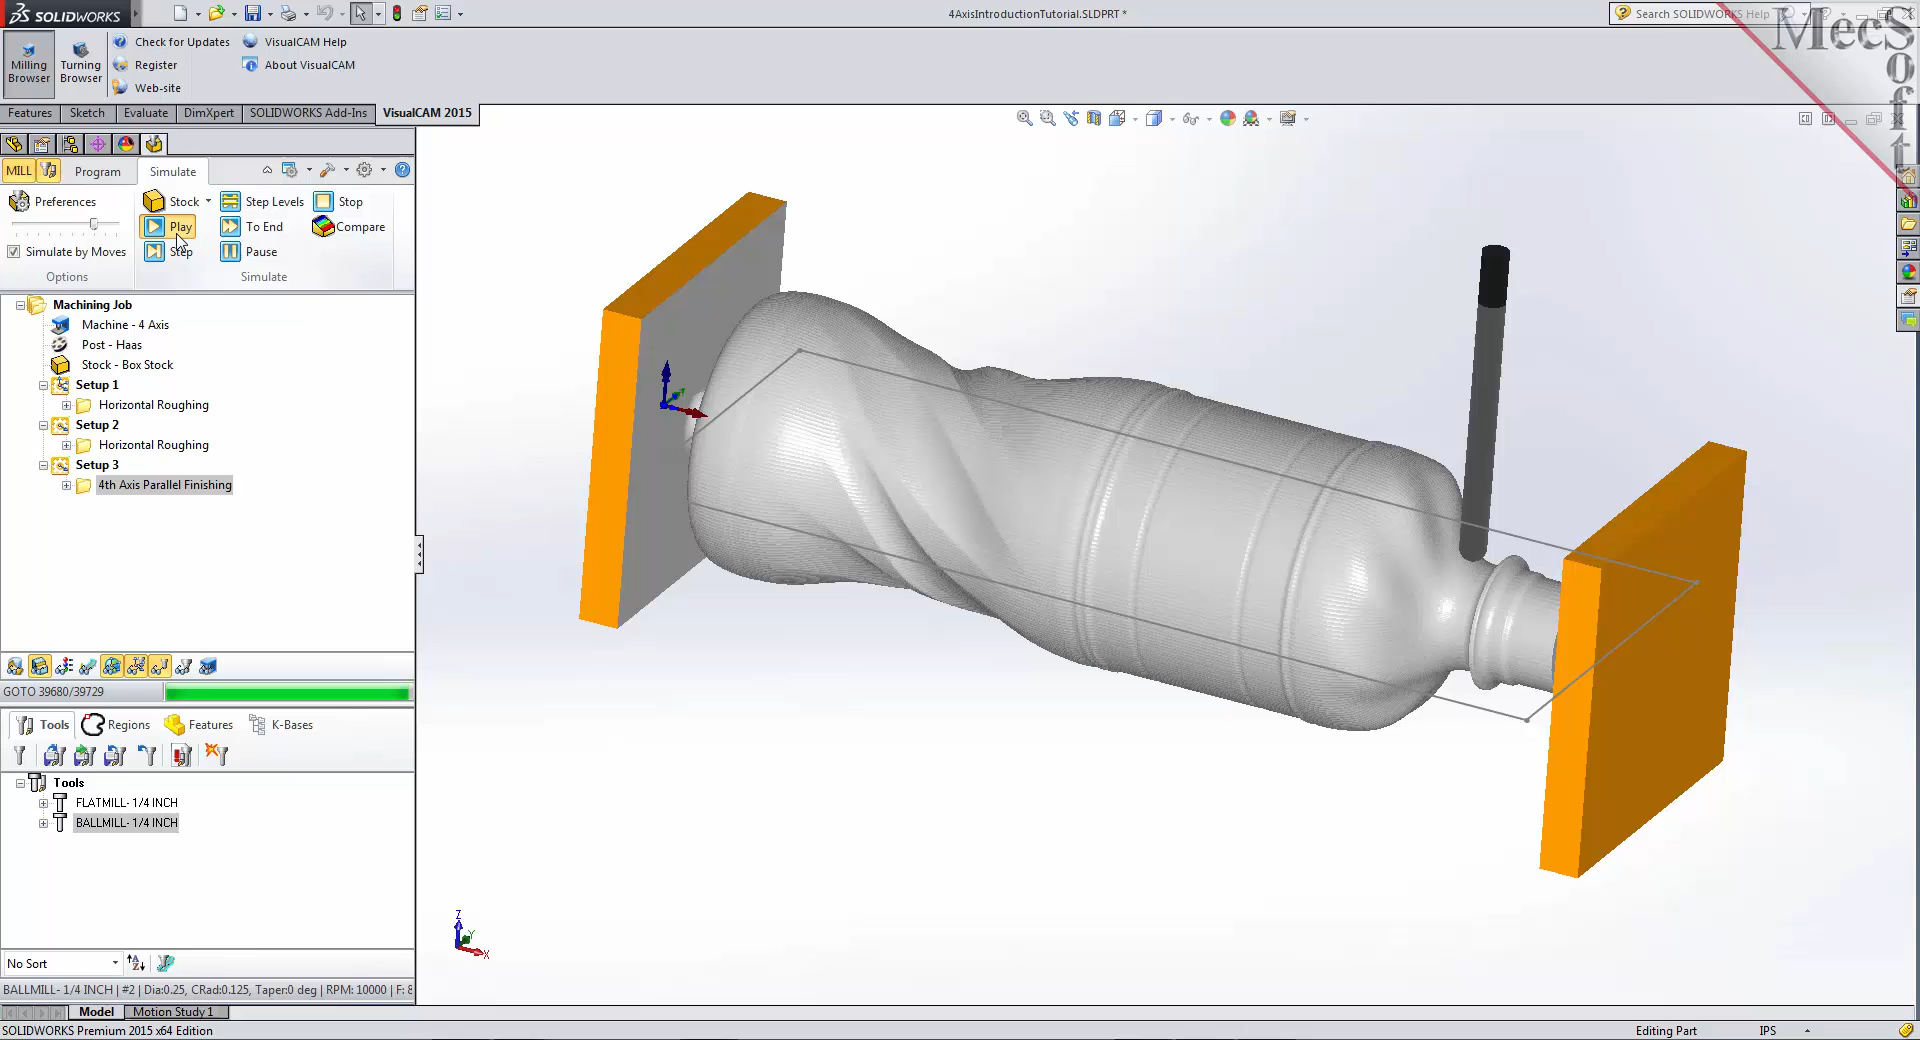 SOLIDWORKS
4AxisIntroductionTutorial.SLDPRT *
Search SOLIDWORKS Help
MecSoft
Milling Browser
Turning Browser
Check for Updates
Register
Web-site
VisualCAM Help
About VisualCAM
Features
Sketch
Evaluate
DimXpert
SOLIDWORKS Add-Ins
VisualCAM 2015
MILL
Program
Simulate
Preferences
Simulate by Moves
Options
Stock
Play
Step
Step Levels
To End
Pause
Stop
Compare
Simulate
Machining Job
Machine - 4 Axis
Post - Haas
Stock - Box Stock
Setup 1
Horizontal Roughing
Setup 2
Horizontal Roughing
Setup 3
4th Axis Parallel Finishing
GOTO 39680/39729
Tools
Regions
Features
K-Bases
Tools
FLATMILL- 1/4 INCH
BALLMILL- 1/4 INCH
No Sort
BALLMILL- 1/4 INCH | #2 | Dia:0.25, CRad:0.125, Taper:0 deg | RPM: 10000 | F: 8
Z
Y
X
Model
Motion Study 1
SOLIDWORKS Premium 2015 x64 Edition
Editing Part
IPS